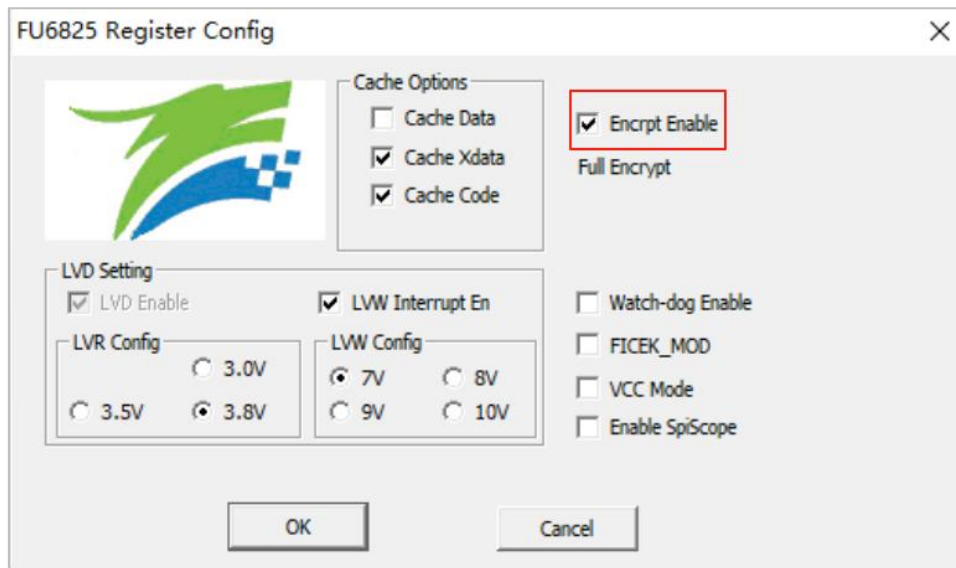 FU6825 Register Config
Cache Options
Cache Data
Cache Xdata
Cache Code
Encrpt Enable
Full Encrypt
LVD Setting
LVD Enable
LVW Interrupt En
LVR Config
3.0V
3.5V
3.8V
LVW Config
7V
8V
9V
10V
Watch-dog Enable
FICEK_MOD
VCC Mode
Enable SpiScope
OK
Cancel